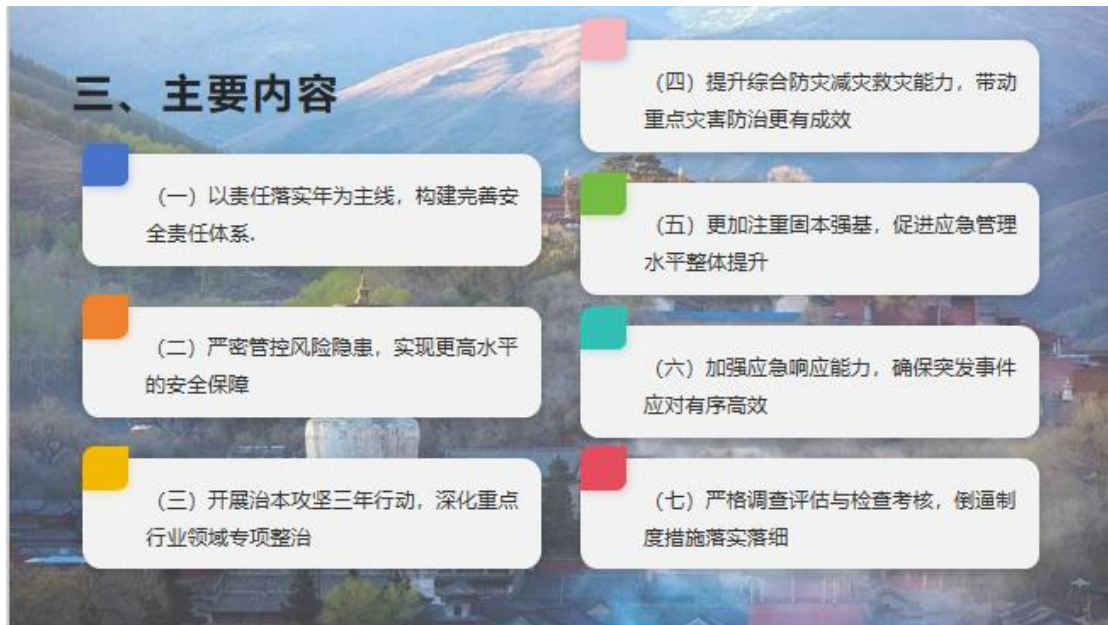 三、主要内容
（一）以责任落实年为主线，构建完善安
全责任体系.
（二）严密管控风险隐患，实现更高水平
的安全保障
（三）开展治本攻坚三年行动，深化重点
行业领域专项整治
（四）提升综合防灾减灾救灾能力，带动
重点灾害防治更有成效
（五）更加注重固本强基，促进应急管理
水平整体提升
（六）加强应急响应能力，确保突发事件
应对有序高效
（七）严格调查评估与检查考核，倒逼制
度措施落实落细